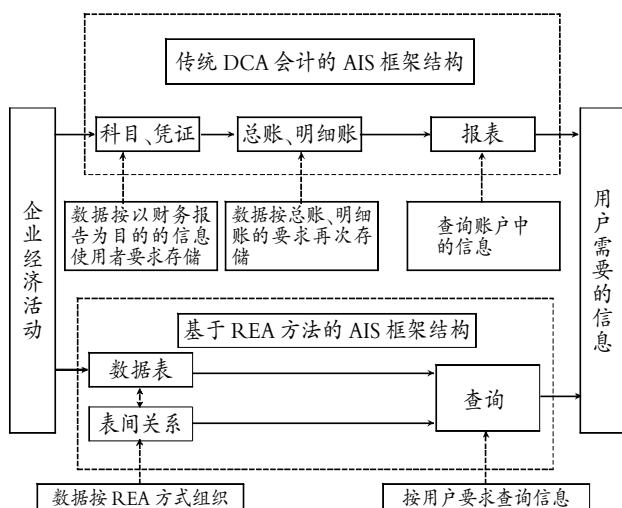 传统 DCA 会计的 AIS 框架结构
科目、凭证
总账、明细账
报表
数据按以财务报
告为目的的信息
使用者要求存储
数据按总账、明细
账的要求再次存
储
查询账户中
的信息
企业经济活动
用户需要的信息
基于 REA 方法的 AIS 框架结构
数据表
表间关系
查询
数据按 REA 方式组织
按用户要求查询信息